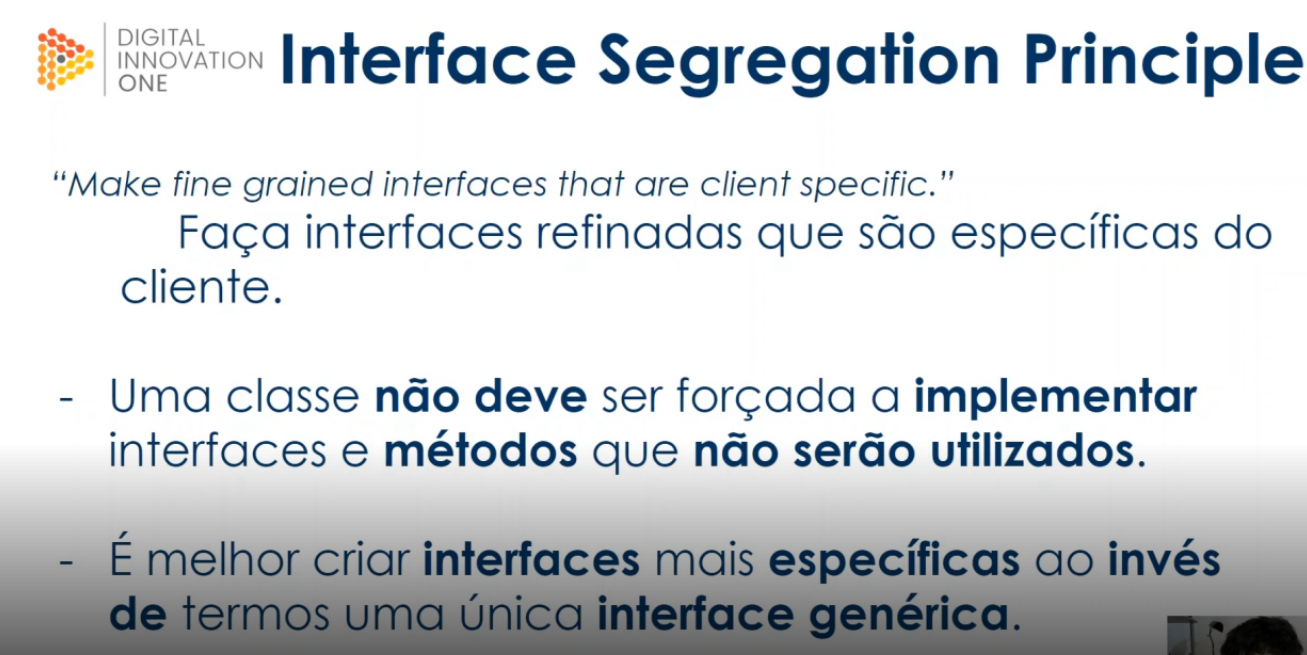 DIGITAL
INNOVATION
ONE
Interface Segregation Principle
“Make fine grained interfaces that are client specific.”
Faça interfaces refinadas que são específicas do
cliente.
- Uma classe não deve ser forçada a implementar
interfaces e métodos que não serão utilizados.
- É melhor criar interfaces mais específicas ao invés
de termos uma única interface genérica.